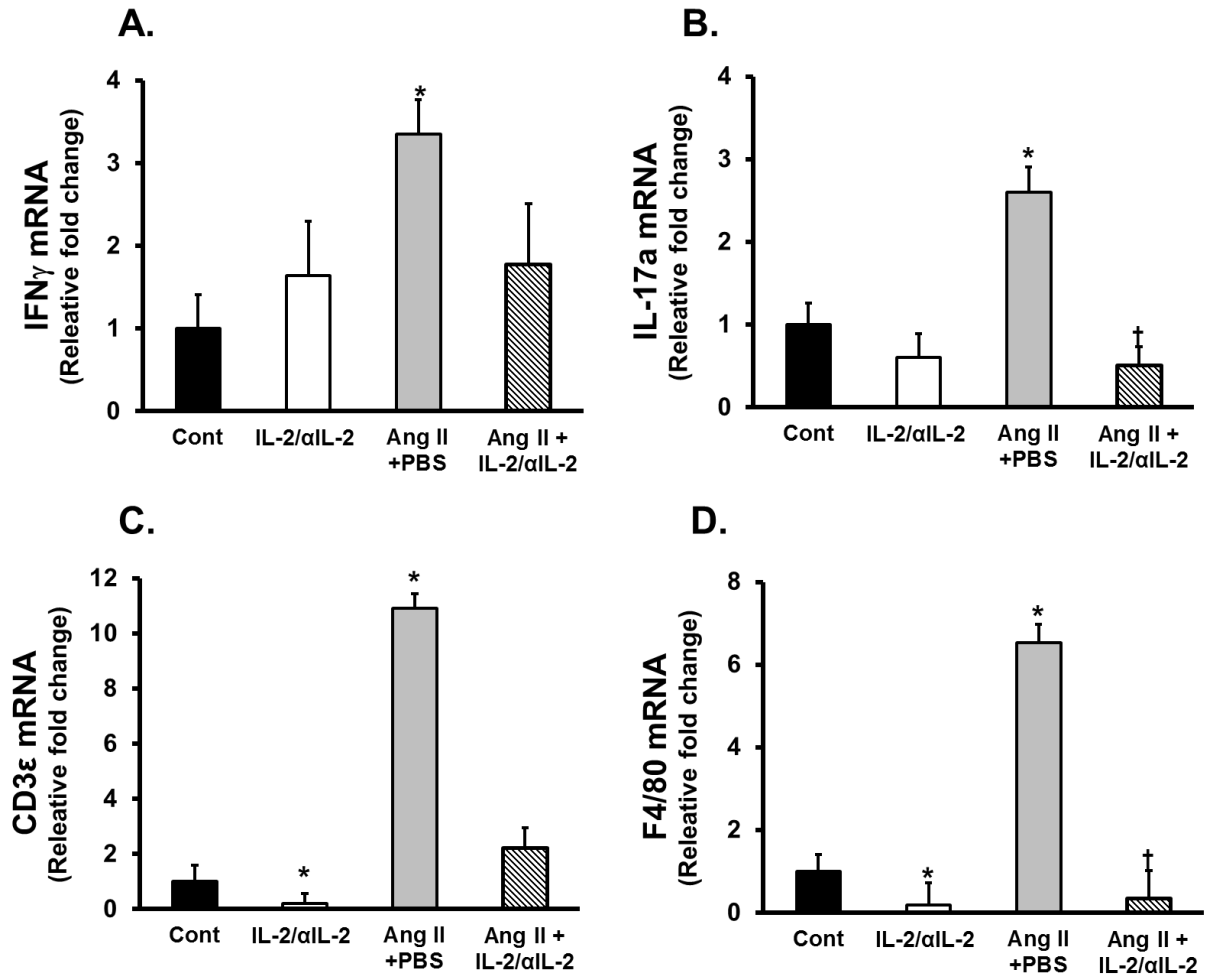 A.
IFNγ mRNA
(Releative fold change)
4
3
2
1
0
*
Cont
IL-2/αIL-2
Ang II
+PBS
Ang II +
IL-2/αIL-2
B.
IL-17a mRNA
(Releative fold change)
4
3
2
1
0
*
†
Cont
IL-2/αIL-2
Ang II
+PBS
Ang II +
IL-2/αIL-2
C.
CD3ε mRNA
(Releative fold change)
12
10
8
6
4
2
0
*
*
Cont
IL-2/αIL-2
Ang II
+PBS
Ang II +
IL-2/αIL-2
D.
F4/80 mRNA
(Releative fold change)
8
6
4
2
0
*
*
†
Cont
IL-2/αIL-2
Ang II
+PBS
Ang II +
IL-2/αIL-2